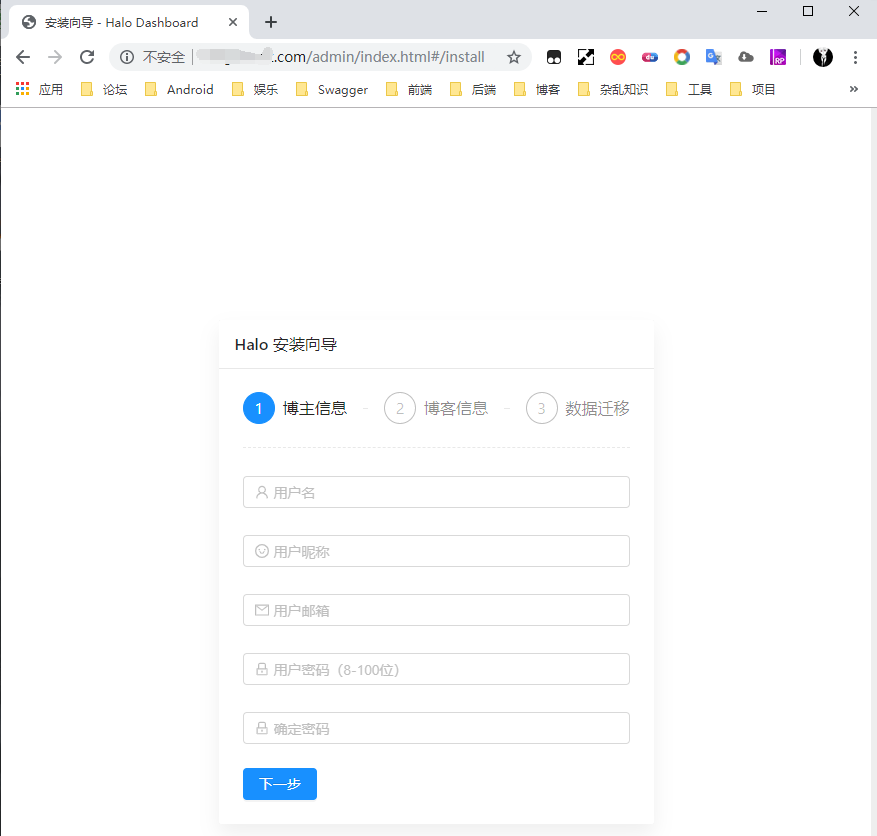 安装向导 - Halo Dashboard
不安全 .com/admin/index.html#/install
du
RP
应用 论坛 Android 娱乐 Swagger 前端 后端 博客 杂乱知识 工具 项目 »
Halo 安装向导
1 博主信息 - 2 博客信息 - 3 数据迁移
用户名
用户昵称
用户邮箱
用户密码（8-100位）
确定密码
下一步